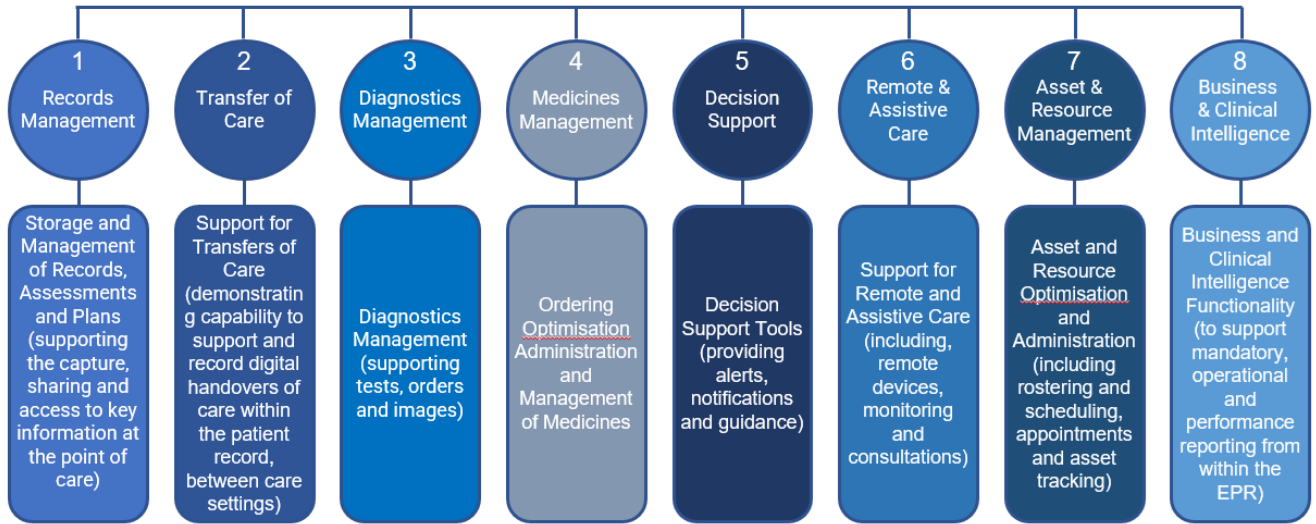 1
Records
Management
2
Transfer of
Care
3
Diagnostics
Management
4
Medicines
Management
5
Decision
Support
6
Remote &
Assistive
Care
7
Asset &
Resource
Management
8
Business
& Clinical
Intelligence
Storage and
Management
of Records,
Assessments
and Plans
(supporting
the capture,
sharing and
access to key
information at
the point of
care)
Support for
Transfers of
Care
(demonstratin
g capability to
support and
record digital
handovers of
care within
the patient
record,
between care
settings)
Diagnostics
Management
(supporting
tests, orders
and images)
Ordering
Optimisation
Administration
and
Management
of Medicines
Decision
Support Tools
(providing
alerts,
notifications
and guidance)
Support for
Remote and
Assistive Care
(including,
remote
devices,
monitoring
and
consultations)
Asset and
Resource
Optimisation
and
Administration
(including
rostering and
scheduling,
appointments
and asset
tracking)
Business and
Clinical
Intelligence
Functionality
(to support
mandatory,
operational
and
performance
reporting from
within the
EPR)